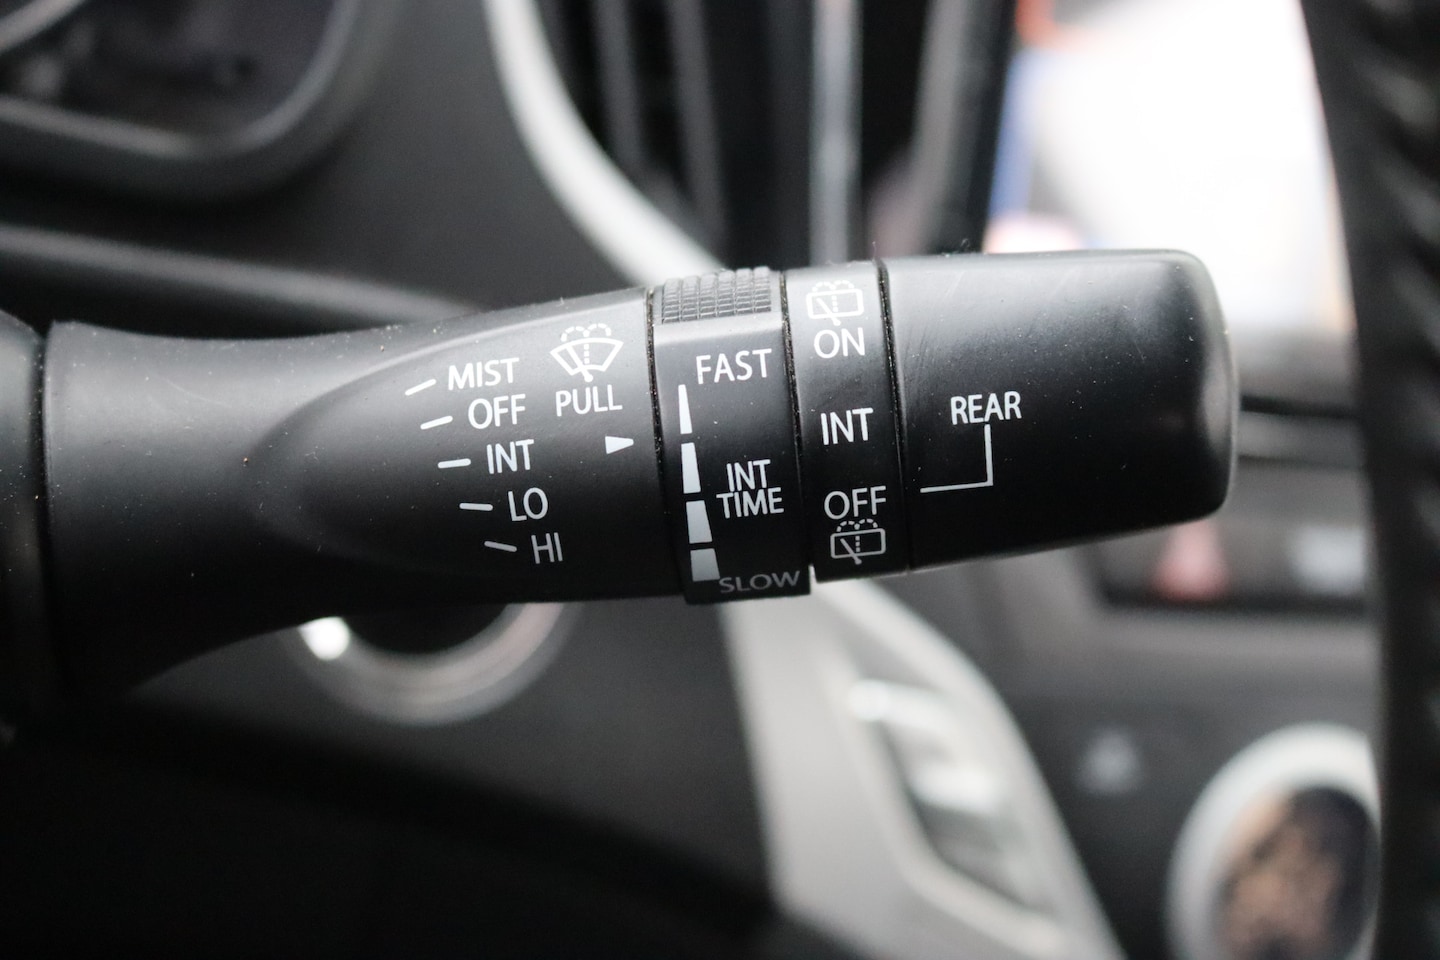 MIST
OFF
INT
LO
HI
PULL
FAST
INT
TIME
SLOW
ON
INT
OFF
REAR